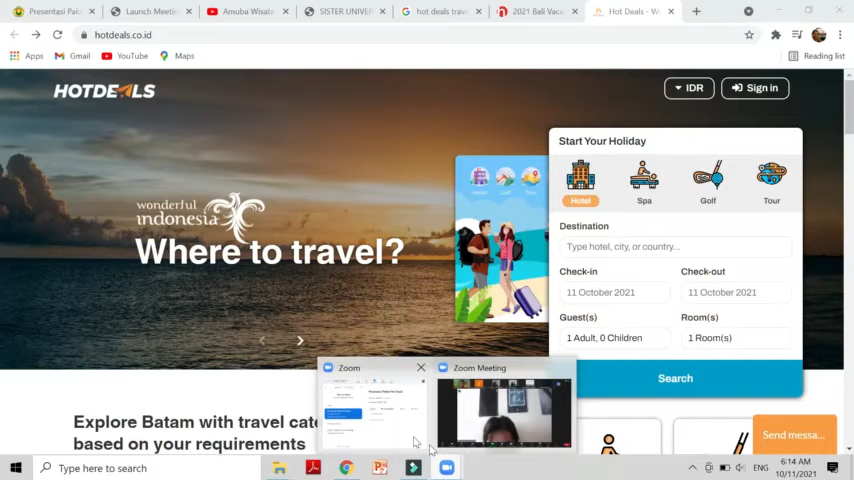 Presentasi Pak
Launch Meeti
Amuba Wisata
SISTER UNIVER
hot deals trav
2021 Bali Vaca
Hot Deals - W
hotdeals.co.id
Apps
Gmail
YouTube
Maps
Reading list
HOTDEALS
IDR
Sign in
Start Your Holiday
Hotel
Spa
Golf
Tour
Hotel
Golf
Tour
wonderful
indonesia
Where to travel?
Destination
Type hotel, city, or country...
Check-in
Check-out
11 October 2021
11 October 2021
Guest(s)
Room(s)
1 Adult, 0 Children
1 Room(s)
Search
Zoom
Zoom Meeting
Explore Batam with travel cate
based on your requirements
Send messa...
Type here to search
ENG
6:14 AM
10/11/2021